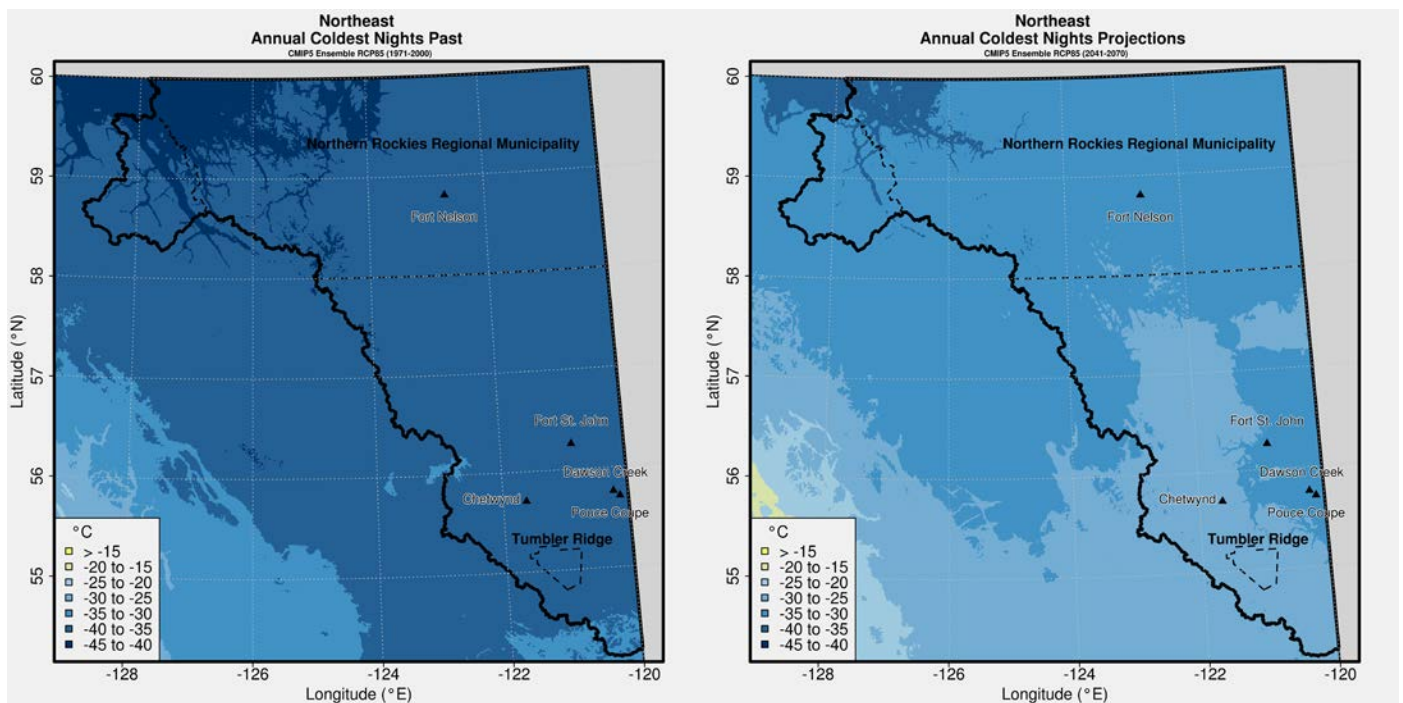 Northeast
Annual Coldest Nights Past
CMIP5 Ensemble RCP85 (1971-2000)
60
59
58
57
56
55
Latitude (°N)
Northern Rockies Regional Municipality
Fort Nelson
Fort St. John
Dawson Creek
Chetwynd
Pouce Coupe
Tumbler Ridge
°C
> -15
-20 to -15
-25 to -20
-30 to -25
-35 to -30
-40 to -35
-45 to -40
-128
-126
-124
-122
-120
Longitude (°E)
Northeast
Annual Coldest Nights Projections
CMIP5 Ensemble RCP85 (2041-2070)
60
59
58
57
56
55
Latitude (°N)
Northern Rockies Regional Municipality
Fort Nelson
Fort St. John
Dawson Creek
Chetwynd
Pouce Coupe
Tumbler Ridge
°C
> -15
-20 to -15
-25 to -20
-30 to -25
-35 to -30
-40 to -35
-45 to -40
-128
-126
-124
-122
-120
Longitude (°E)